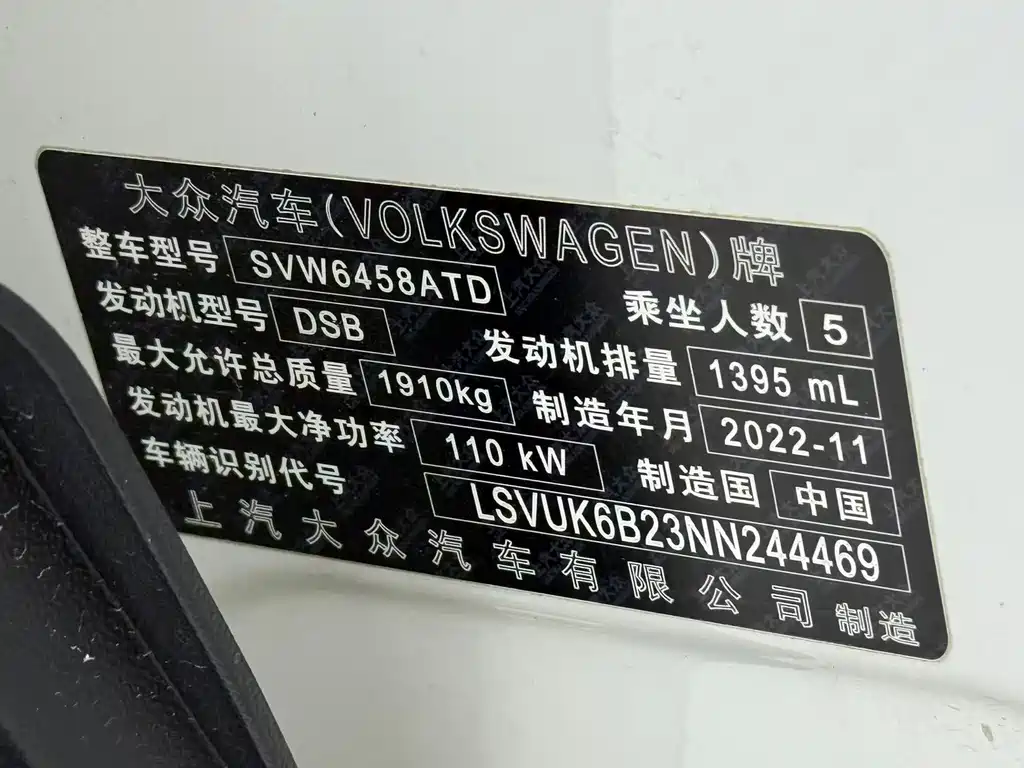 大众汽车(VOLKSWAGEN)牌
整车型号 SVW6458ATD 乘坐人数 5
发动机型号 DSB 发动机排量 1395 mL
最大允许总质量 1910kg 制造年月 2022-11
发动机最大净功率 110 kW 制造国 中国
车辆识别代号 LSVUK6B23NN244469
上汽大众汽车有限公司 制造